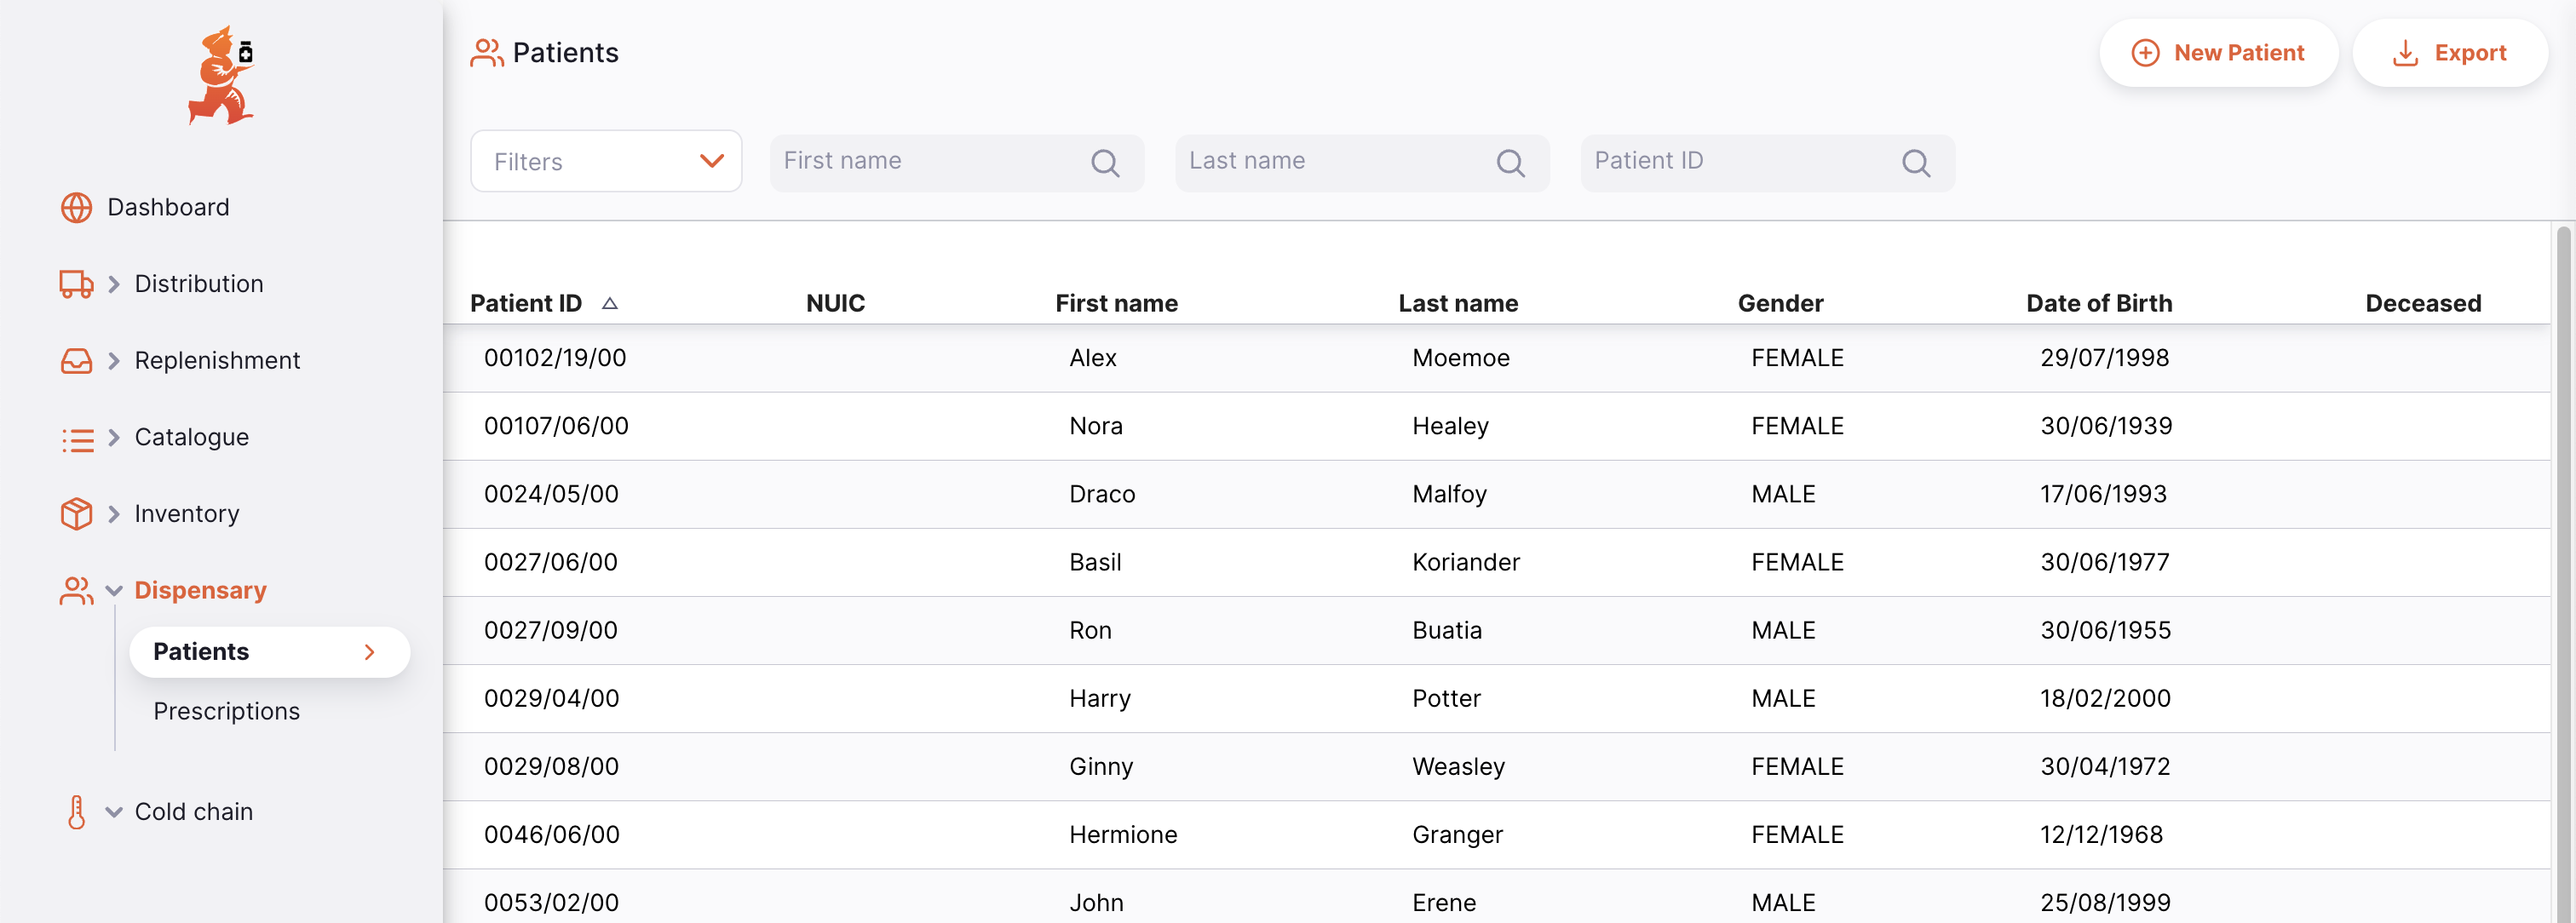 Dashboard
Distribution
Replenishment
Catalogue
Inventory
Dispensary
Patients
Prescriptions
Cold chain
Patients
New Patient
Export
Filters
First name
Last name
Patient ID
Patient ID NUIC First name Last name Gender Date of Birth Deceased
00102/19/00 Alex Moemoe FEMALE 29/07/1998
00107/06/00 Nora Healey FEMALE 30/06/1939
0024/05/00 Draco Malfoy MALE 17/06/1993
0027/06/00 Basil Koriander FEMALE 30/06/1977
0027/09/00 Ron Buatia MALE 30/06/1955
0029/04/00 Harry Potter MALE 18/02/2000
0029/08/00 Ginny Weasley FEMALE 30/04/1972
0046/06/00 Hermione Granger FEMALE 12/12/1968
0053/02/00 John Erene MALE 25/08/1999